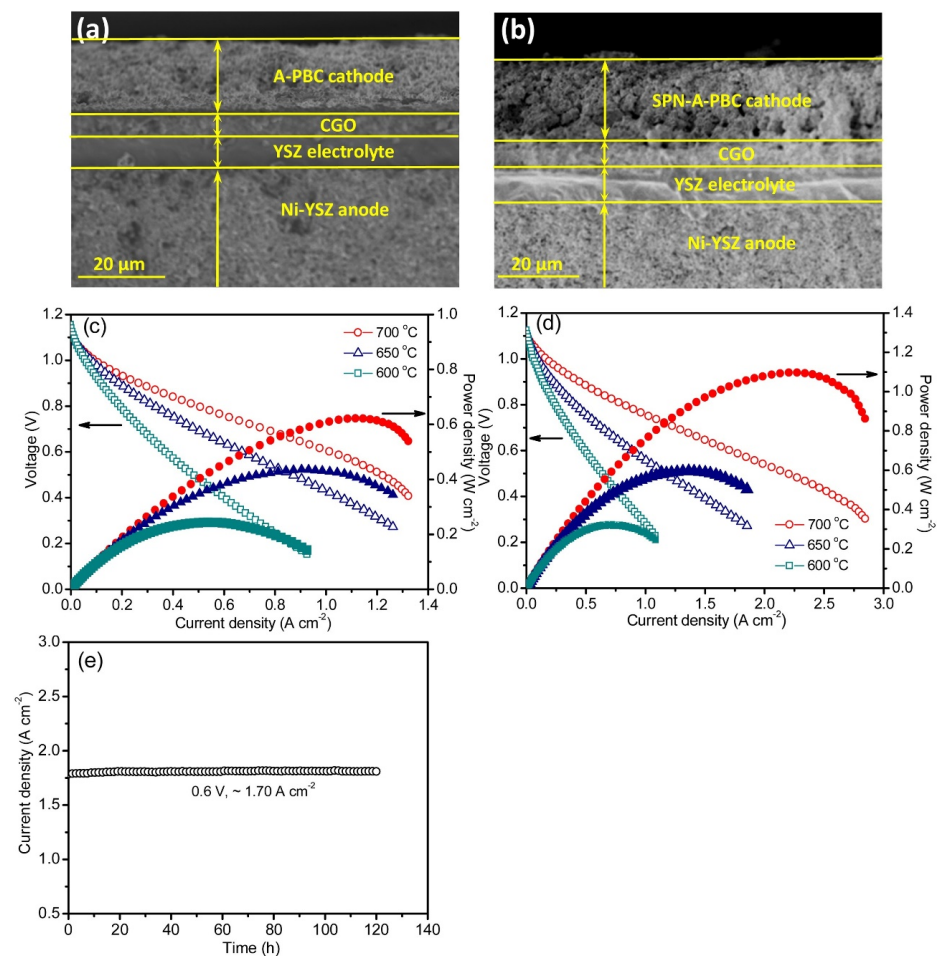 (a)
A-PBC cathode
CGO
YSZ electrolyte
Ni-YSZ anode
20 µm
(b)
SPN-A-PBC cathode
CGO
YSZ electrolyte
Ni-YSZ anode
20 µm
(c)
1.2
1.0
0.8
0.6
0.4
0.2
0.0
Voltage (V)
700 °C
650 °C
600 °C
1.0
0.8
0.6
0.4
0.2
0.0
Power density (W cm⁻²)
0.0 0.2 0.4 0.6 0.8 1.0 1.2 1.4
Current density (A cm⁻²)
(d)
1.2
1.0
0.8
0.6
0.4
0.2
0.0
Voltatge (V)
700 °C
650 °C
600 °C
1.4
1.2
1.0
0.8
0.6
0.4
0.2
0.0
Power density (W cm⁻²)
0.0 0.5 1.0 1.5 2.0 2.5 3.0
Current density (A cm⁻²)
(e)
3.0
2.5
2.0
1.5
1.0
0.5
Current density (A cm⁻²)
0.6 V, ~ 1.70 A cm⁻²
0 20 40 60 80 100 120 140
Time (h)